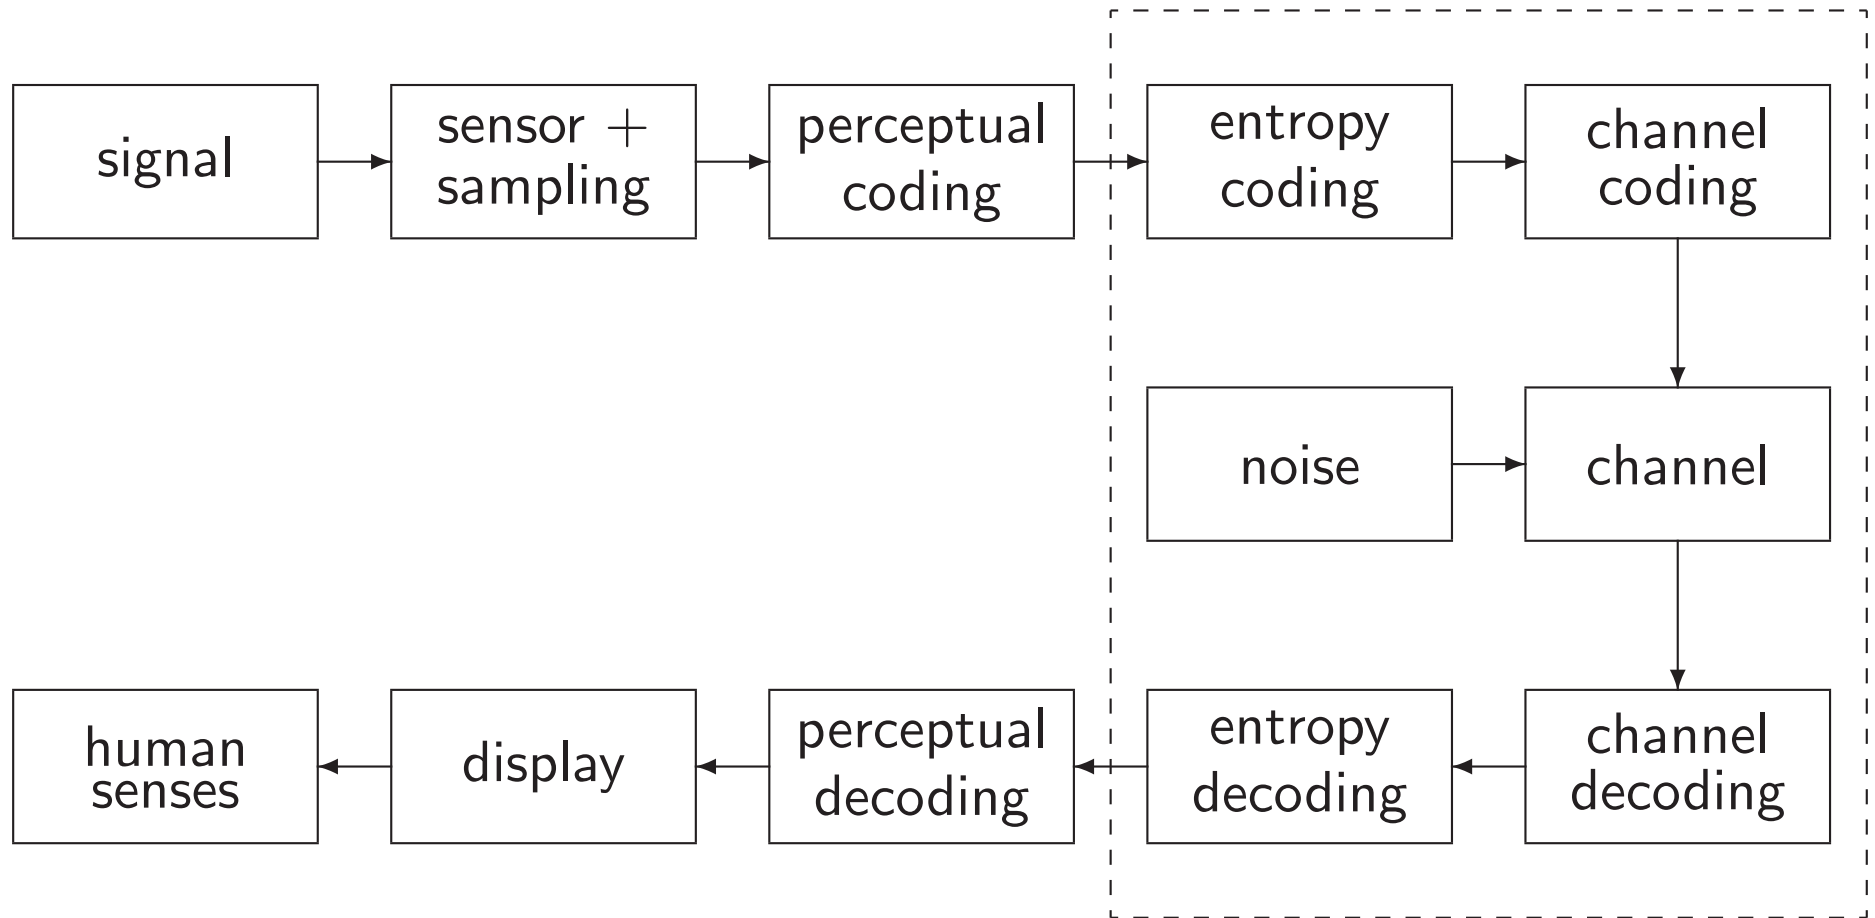 signal
sensor +
sampling
perceptual
coding
entropy
coding
channel
coding
noise
channel
human
senses
display
perceptual
decoding
entropy
decoding
channel
decoding